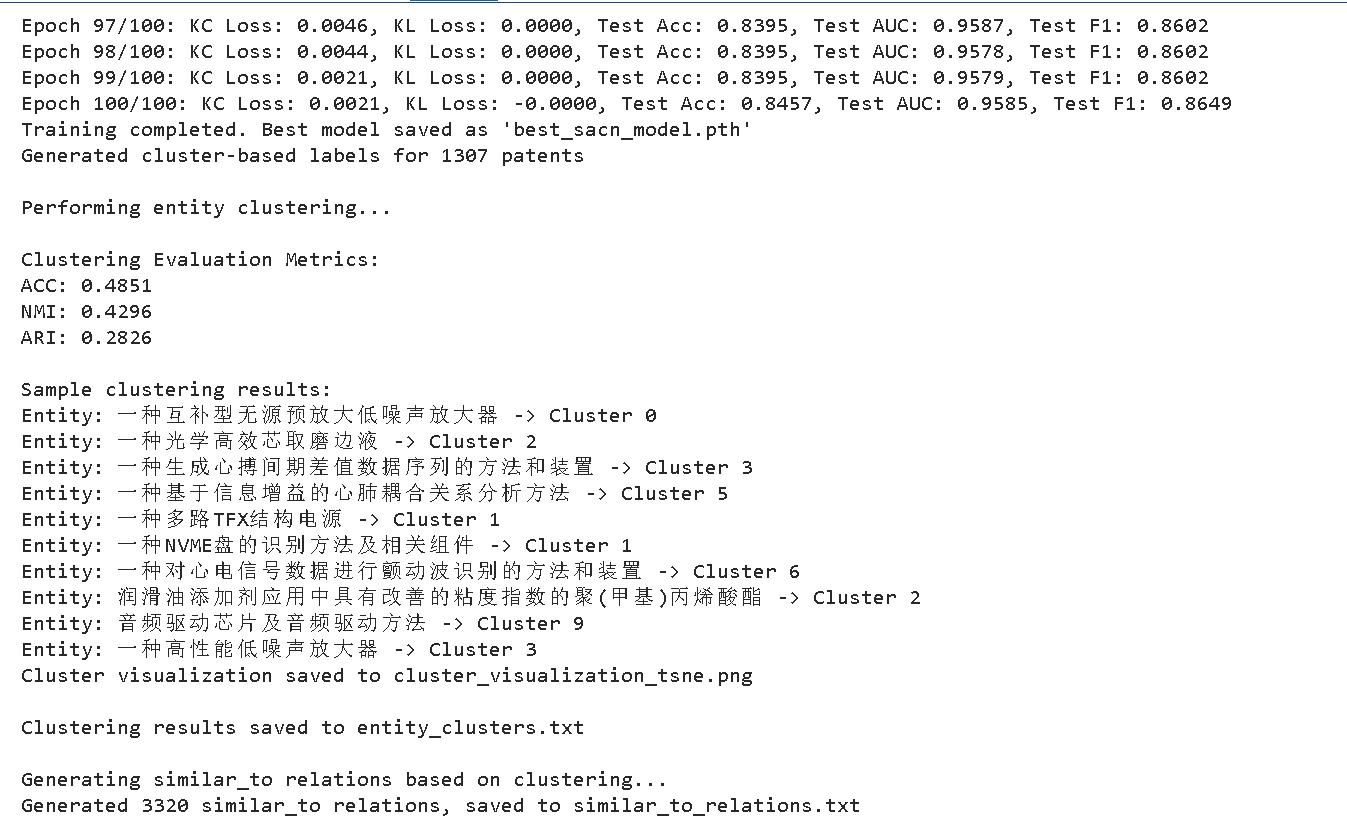 Epoch 97/100: KC Loss: 0.0046, KL Loss: 0.0000, Test Acc: 0.8395, Test AUC: 0.9587, Test F1: 0.8602
Epoch 98/100: KC Loss: 0.0044, KL Loss: 0.0000, Test Acc: 0.8395, Test AUC: 0.9578, Test F1: 0.8602
Epoch 99/100: KC Loss: 0.0021, KL Loss: 0.0000, Test Acc: 0.8395, Test AUC: 0.9579, Test F1: 0.8602
Epoch 100/100: KC Loss: 0.0021, KL Loss: -0.0000, Test Acc: 0.8457, Test AUC: 0.9585, Test F1: 0.8649
Training completed. Best model saved as 'best_sacn_model.pth'
Generated cluster-based labels for 1307 patents
Performing entity clustering...
Clustering Evaluation Metrics:
ACC: 0.4851
NMI: 0.4296
ARI: 0.2826
Sample clustering results:
Entity: 一种互补型无源预放大低噪声放大器 -> Cluster 0
Entity: 一种光学高效芯取磨边液 -> Cluster 2
Entity: 一种生成心搏间期差值数据序列的方法和装置 -> Cluster 3
Entity: 一种基于信息增益的心肺耦合关系分析方法 -> Cluster 5
Entity: 一种多路TFX结构电源 -> Cluster 1
Entity: 一种NVME盘的识别方法及相关组件 -> Cluster 1
Entity: 一种对心电信号数据进行颤动波识别的方法和装置 -> Cluster 6
Entity: 润滑油添加剂应用中具有改善的粘度指数的聚(甲基)丙烯酸酯 -> Cluster 2
Entity: 音频驱动芯片及音频驱动方法 -> Cluster 9
Entity: 一种高性能低噪声放大器 -> Cluster 3
Cluster visualization saved to cluster_visualization_tsne.png
Clustering results saved to entity_clusters.txt
Generating similar_to relations based on clustering...
Generated 3320 similar_to relations, saved to similar_to_relations.txt